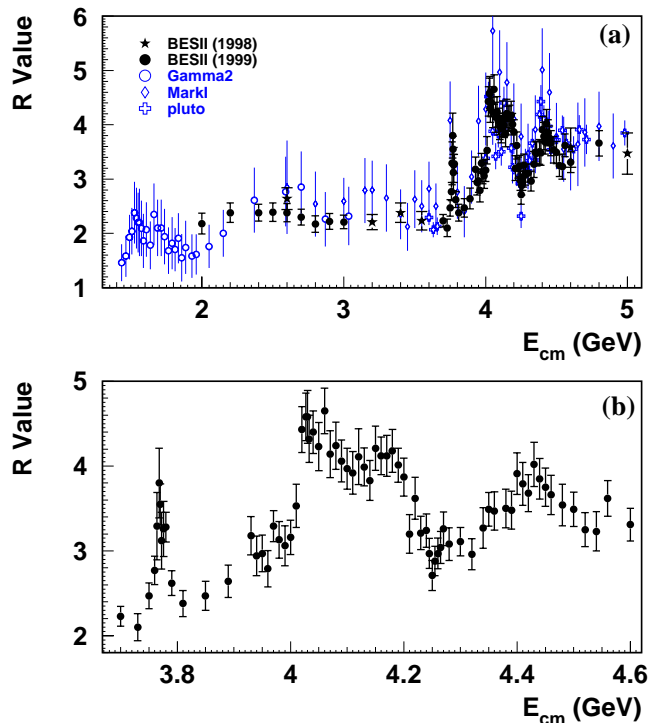 6
5
4
3
2
1
R Value
(a)
BESII (1998)
BESII (1999)
Gamma2
MarkI
pluto
2
3
4
5
E_cm (GeV)
5
4
3
2
R Value
(b)
3.8
4
4.2
4.4
4.6
E_cm (GeV)